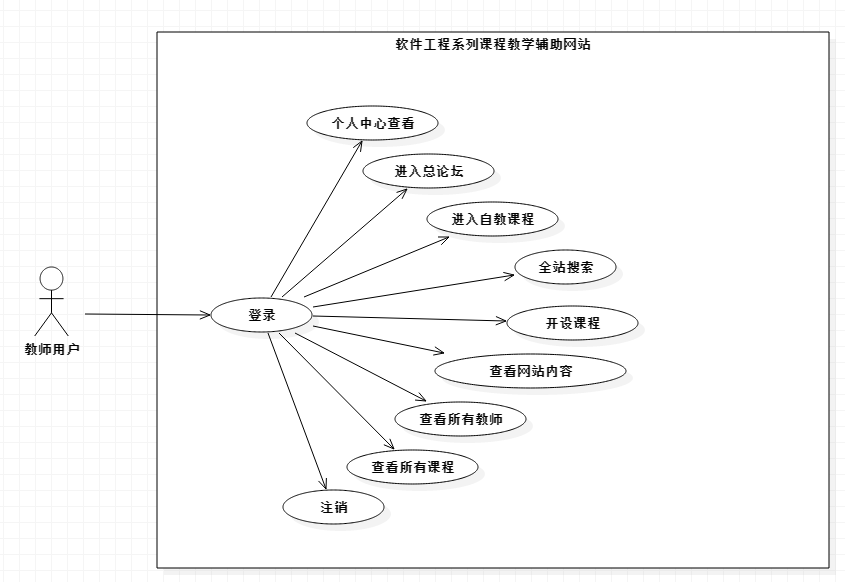 软件工程系列课程教学辅助网站
个人中心查看
进入总论坛
进入自教课程
全站搜索
登录
开设课程
教师用户
查看网站内容
查看所有教师
查看所有课程
注销